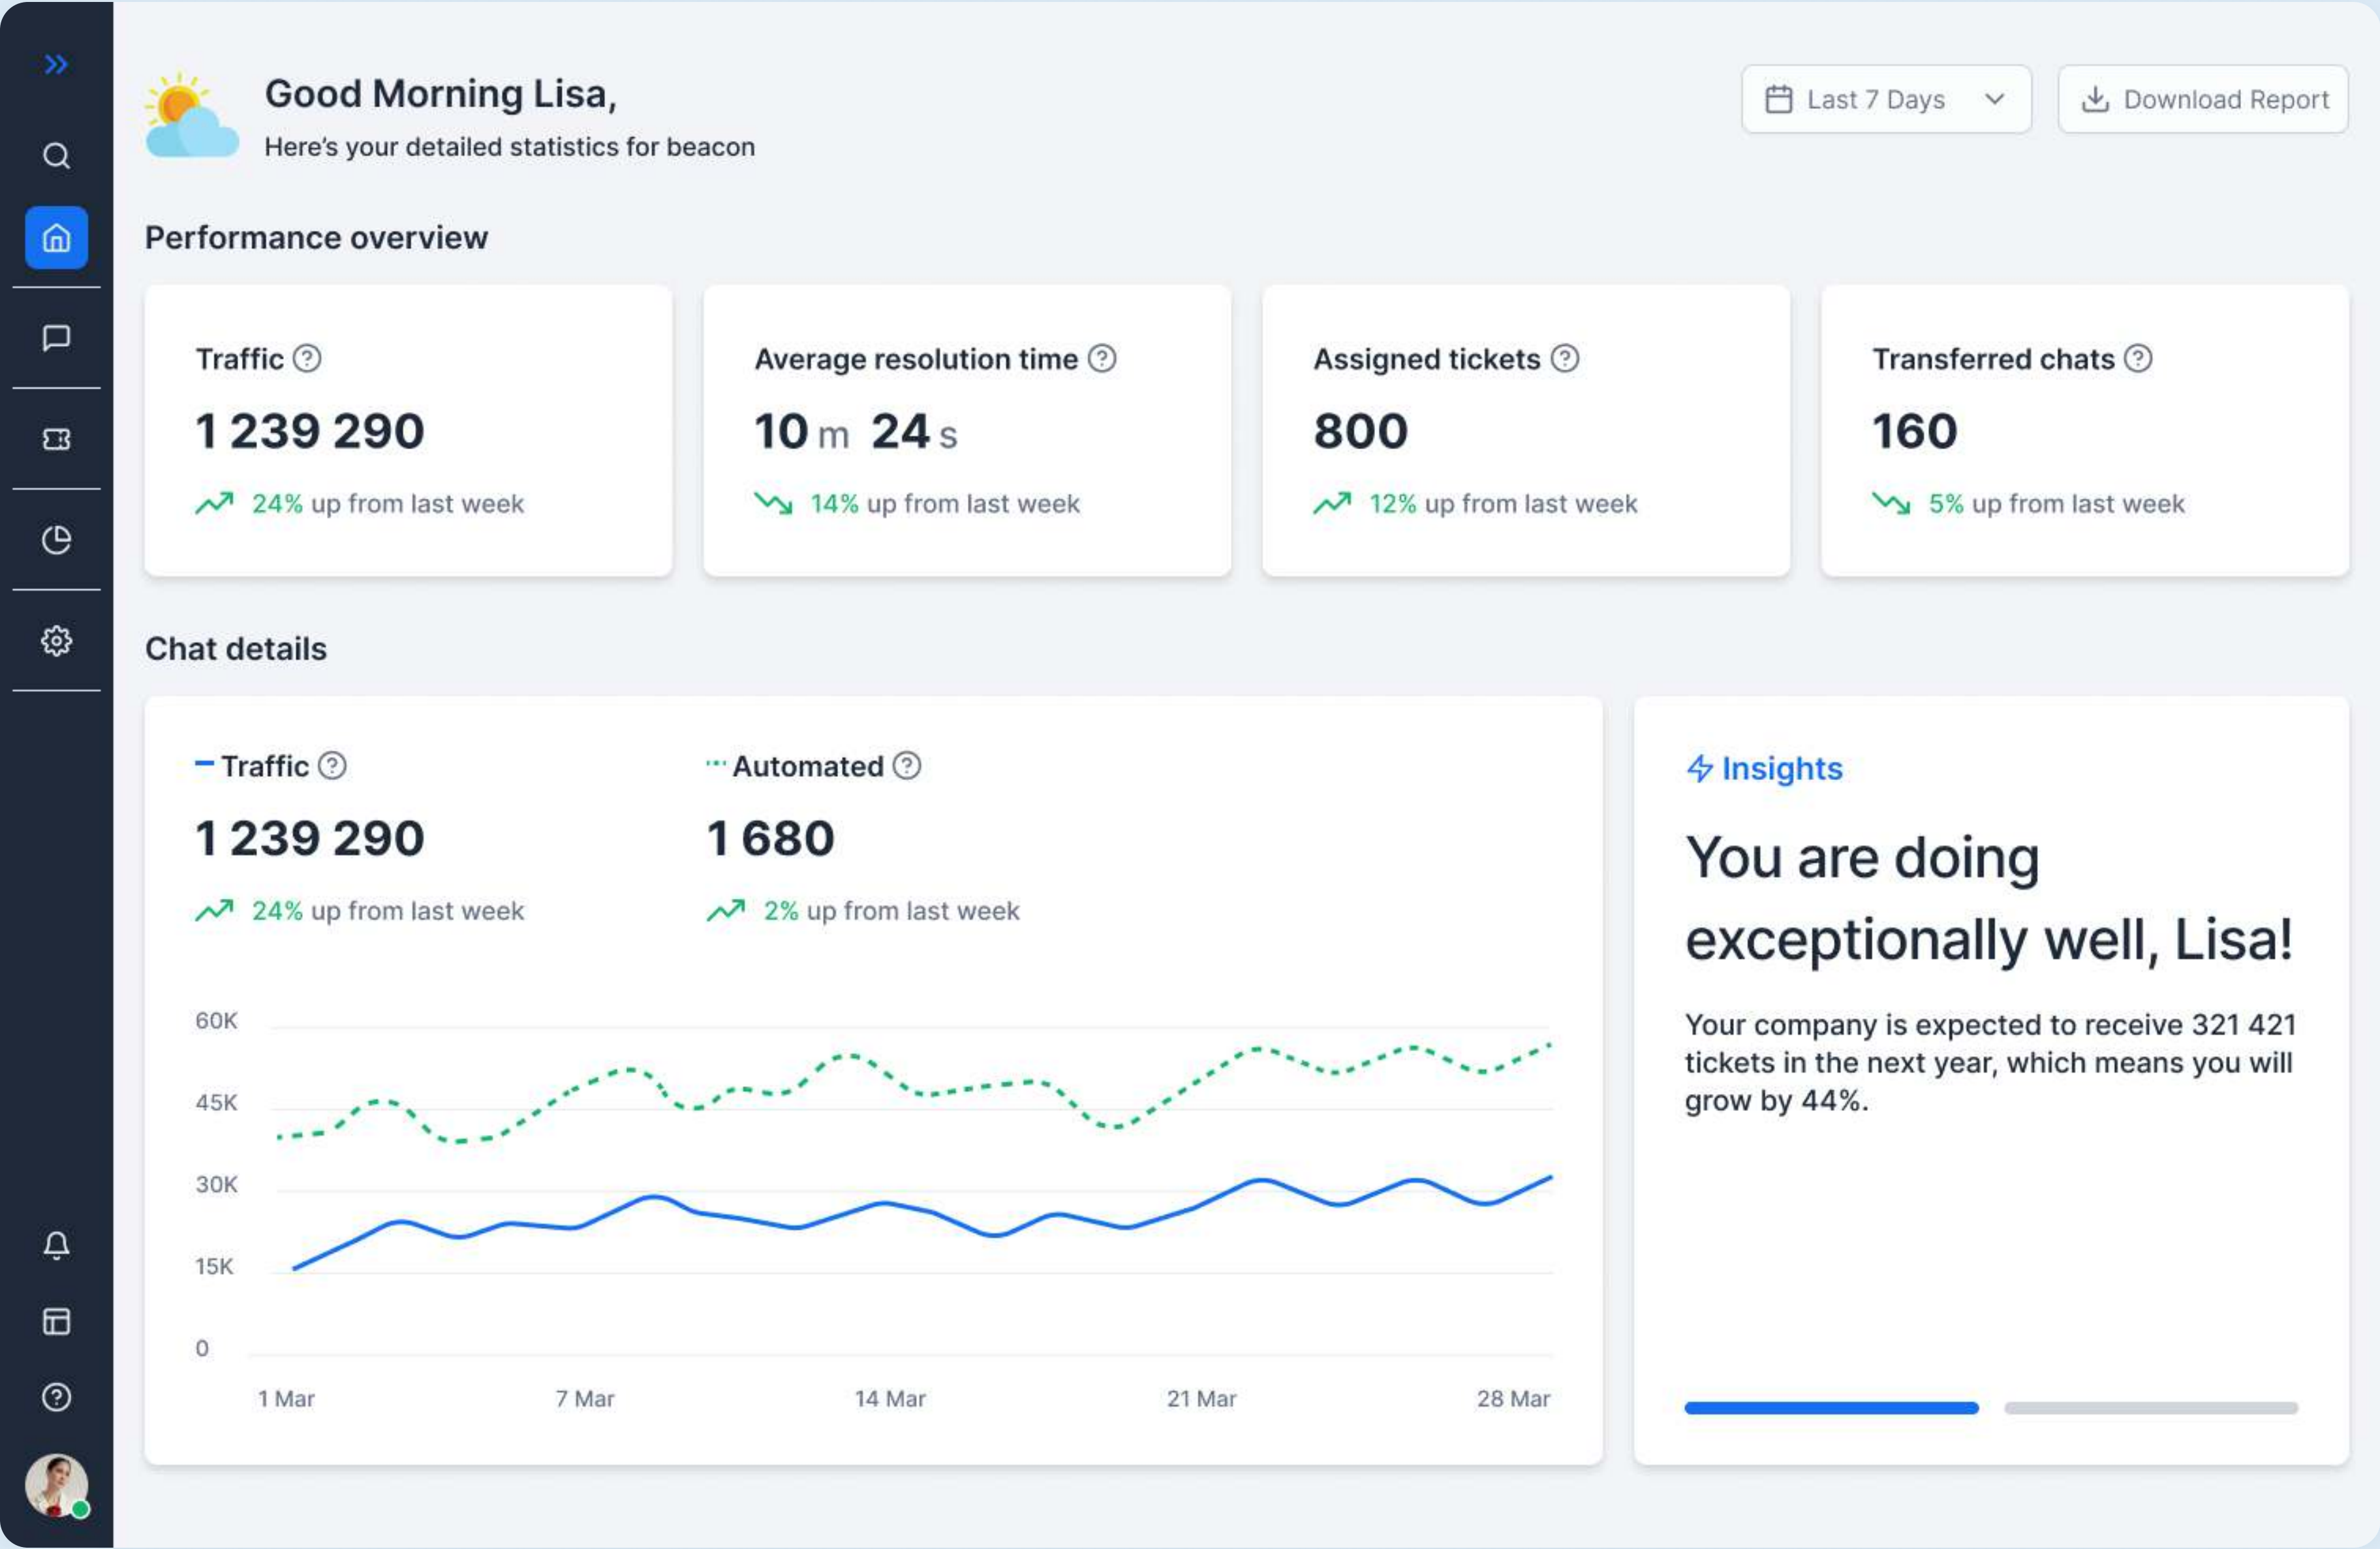 Good Morning Lisa,
Here's your detailed statistics for beacon
Last 7 Days
Download Report
Performance overview
Traffic
1 239 290
24% up from last week
Average resolution time
10 m 24 s
14% up from last week
Assigned tickets
800
12% up from last week
Transferred chats
160
5% up from last week
Chat details
Traffic
1 239 290
24% up from last week
Automated
1 680
2% up from last week
60K
45K
30K
15K
0
1 Mar
7 Mar
14 Mar
21 Mar
28 Mar
Insights
You are doing
exceptionally well, Lisa!
Your company is expected to receive 321 421
tickets in the next year, which means you will
grow by 44%.